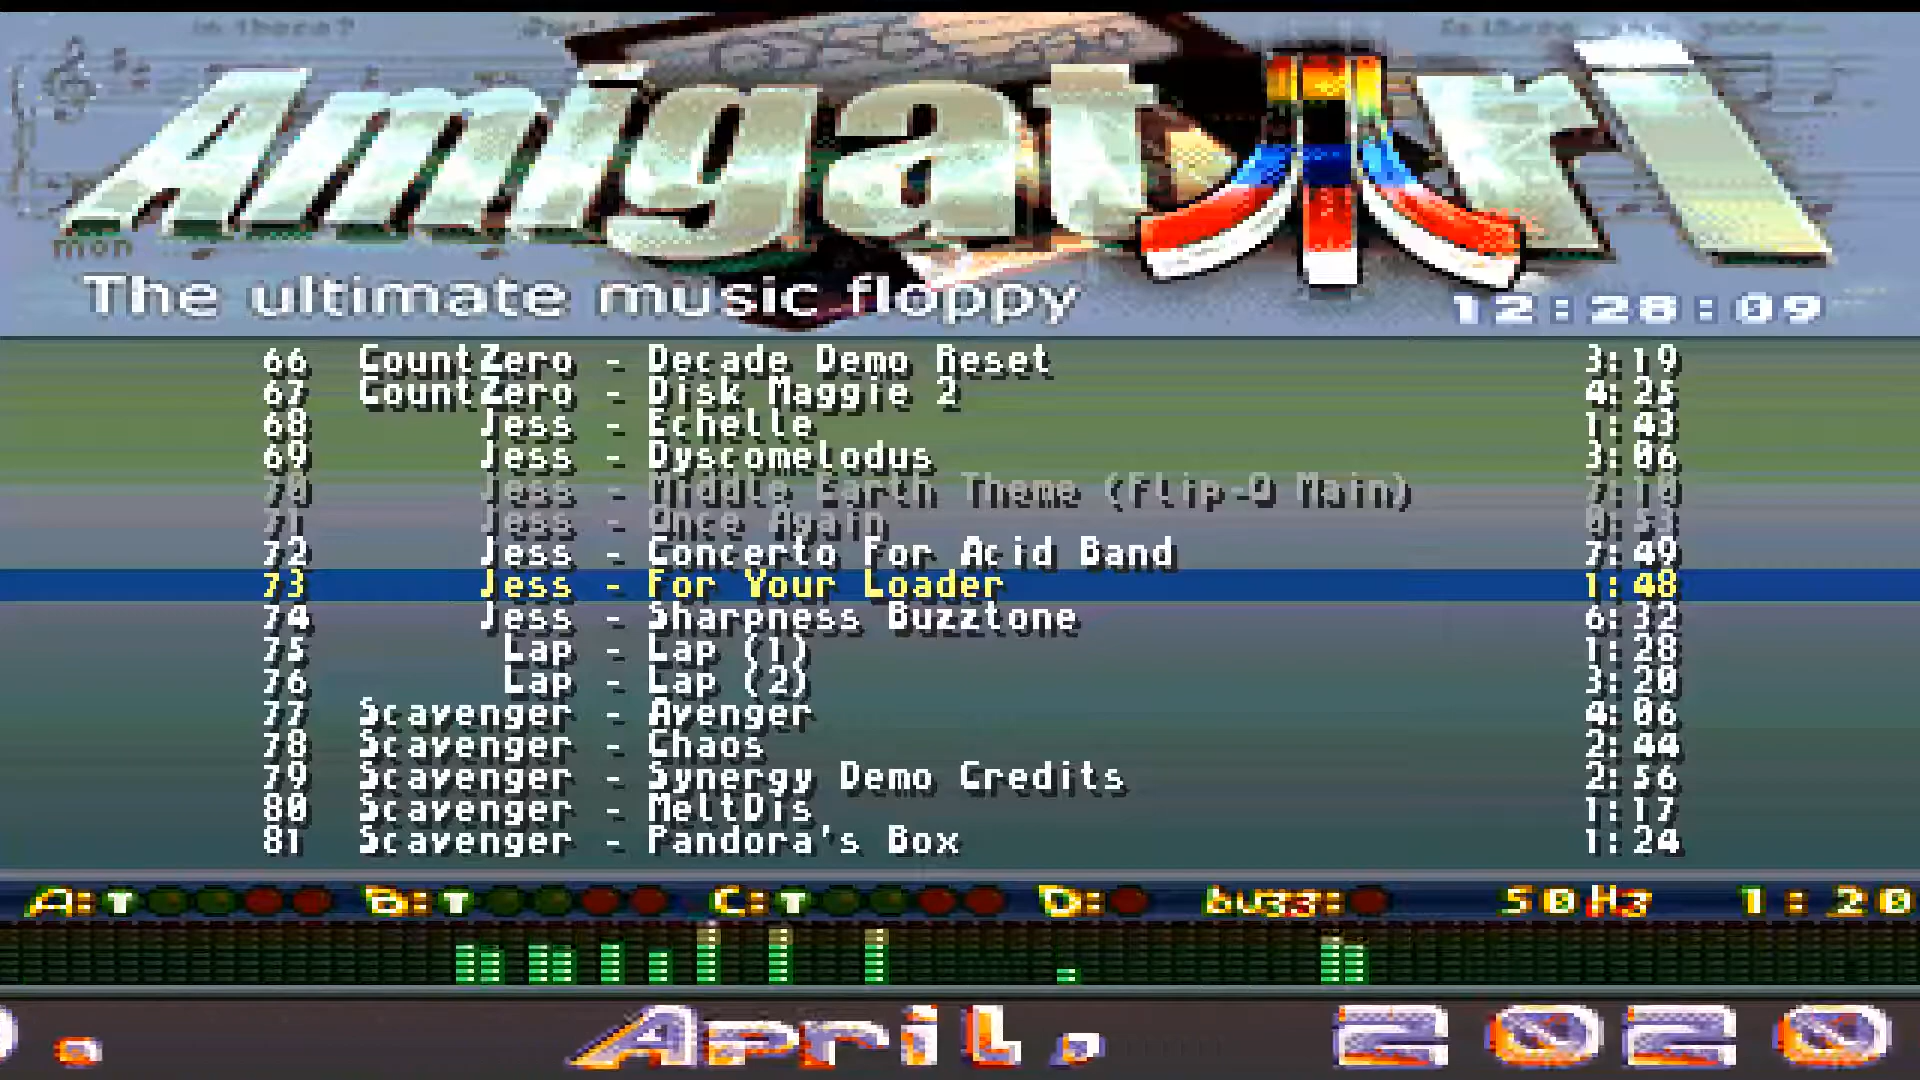 Amigatari
mon
The ultimate music floppy
12:28:09
66 CountZero - Decade Demo Reset 3:19
67 CountZero - Disk Maggie 2 4:25
68 Jess - Echelle 1:43
69 Jess - Dyscomelodus 3:06
70 Jess - Middle Earth Theme (Flip-O Main) 7:10
71 Jess - Once Again 0:53
72 Jess - Concerto For Acid Band 7:49
73 Jess - For Your Loader 1:48
74 Jess - Sharpness Buzztone 6:32
75 Lap - Lap (1) 1:28
76 Lap - Lap (2) 3:20
77 Scavenger - Avenger 4:06
78 Scavenger - Chaos 2:44
79 Scavenger - Synergy Demo Credits 2:56
80 Scavenger - MeltDis 1:17
81 Scavenger - Pandora's Box 1:24
A:T B:T C:T D: buzz: 50Hz 1:20
. April, 2020